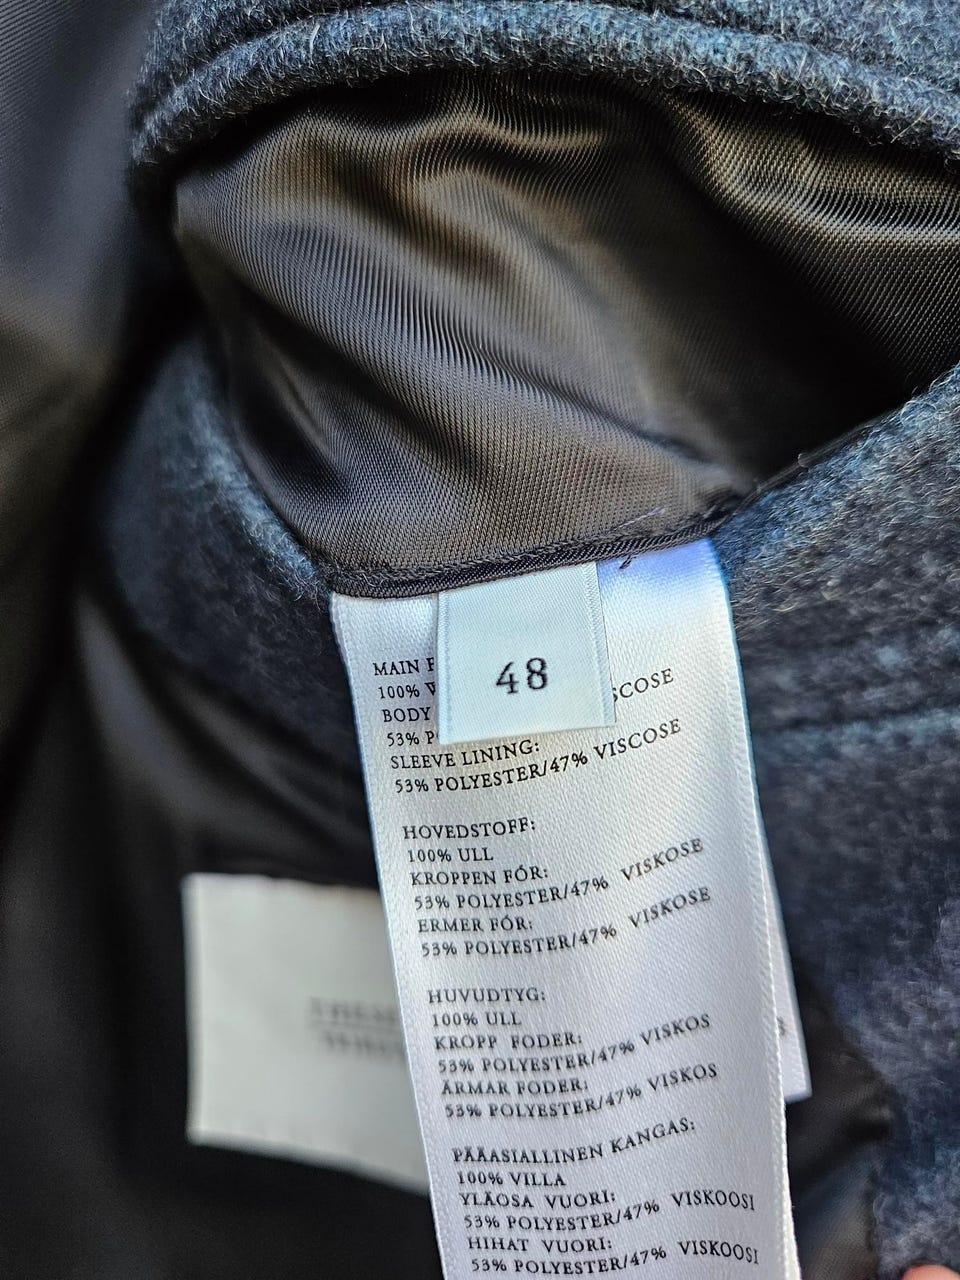 48
MAIN
100%
BODY
53%
VISCOSE
SLEEVE LINING:
53% POLYESTER/47% VISCOSE
HOVEDSTOFF:
100% ULL
KROPPEN FÓR:
53% POLYESTER/47% VISKOSE
ERMER FÓR:
53% POLYESTER/47% VISKOSE
HUVUDTYG:
100% ULL
KROPP FODER:
53% POLYESTER/47% VISKOS
ÄRMAR FODER:
53% POLYESTER/47% VISKOS
PÄÄASIALLINEN KANGAS:
100% VILLA
YLÄOSA VUORI:
53% POLYESTER/47% VISKOOSI
HIHAT VUORI:
53% POLYESTER/47% VISKOOSI